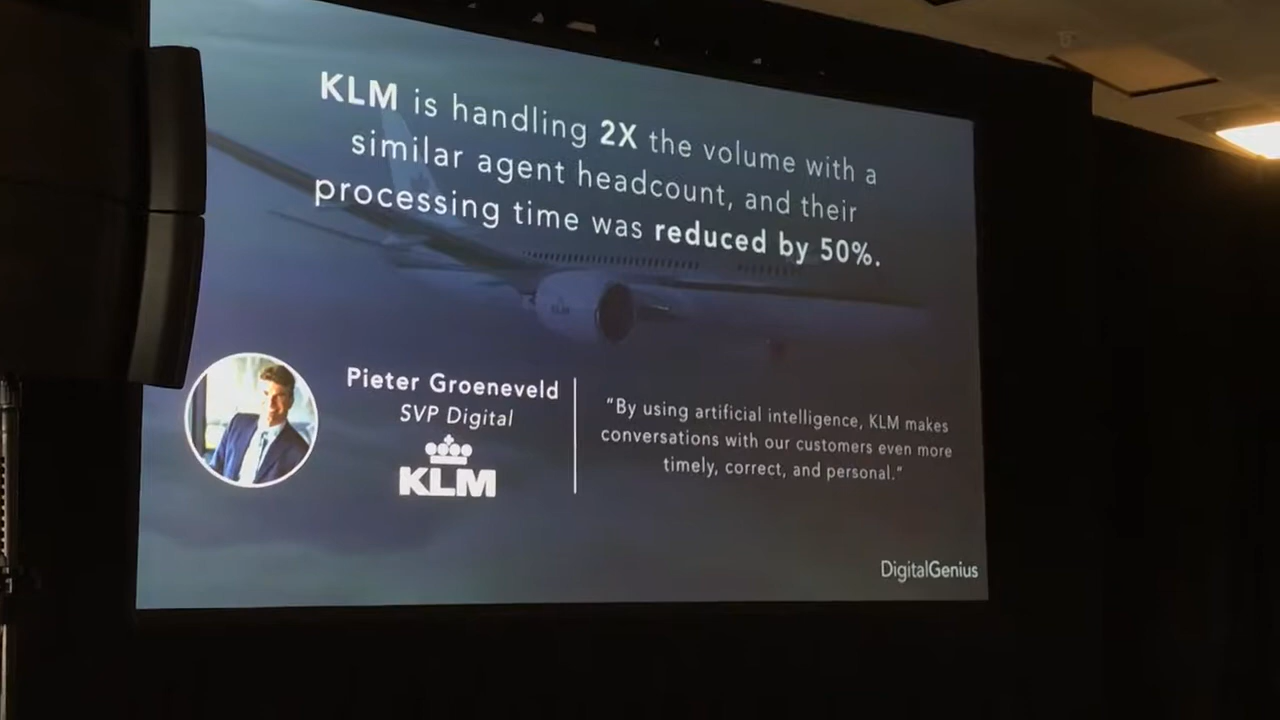 KLM is handling 2X the volume with a
similar agent headcount, and their
processing time was reduced by 50%.
Pieter Groeneveld
SVP Digital
KLM
"By using artificial intelligence, KLM makes
conversations with our customers even more
timely, correct, and personal."
DigitalGenius